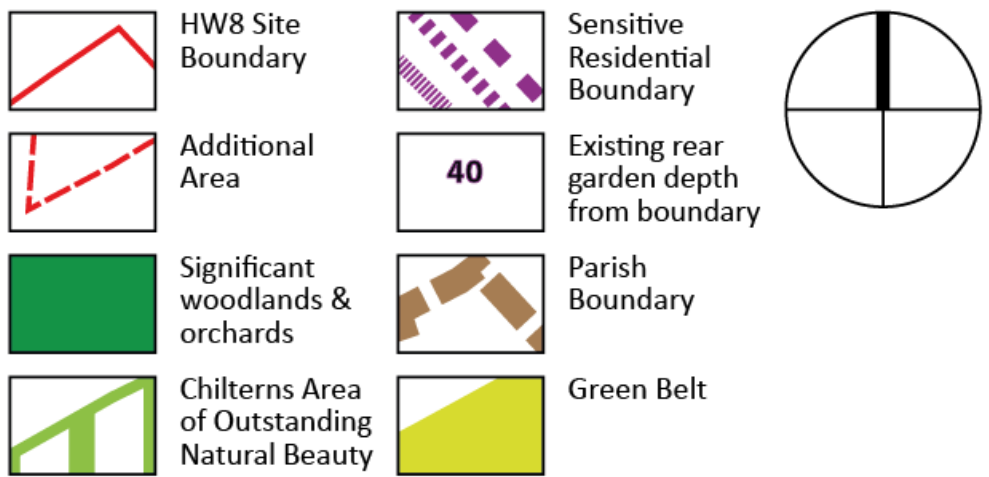 HW8 Site
Boundary
Additional
Area
Significant
woodlands &
orchards
Chilterns Area
of Outstanding
Natural Beauty
Sensitive
Residential
Boundary
40
Existing rear
garden depth
from boundary
Parish
Boundary
Green Belt